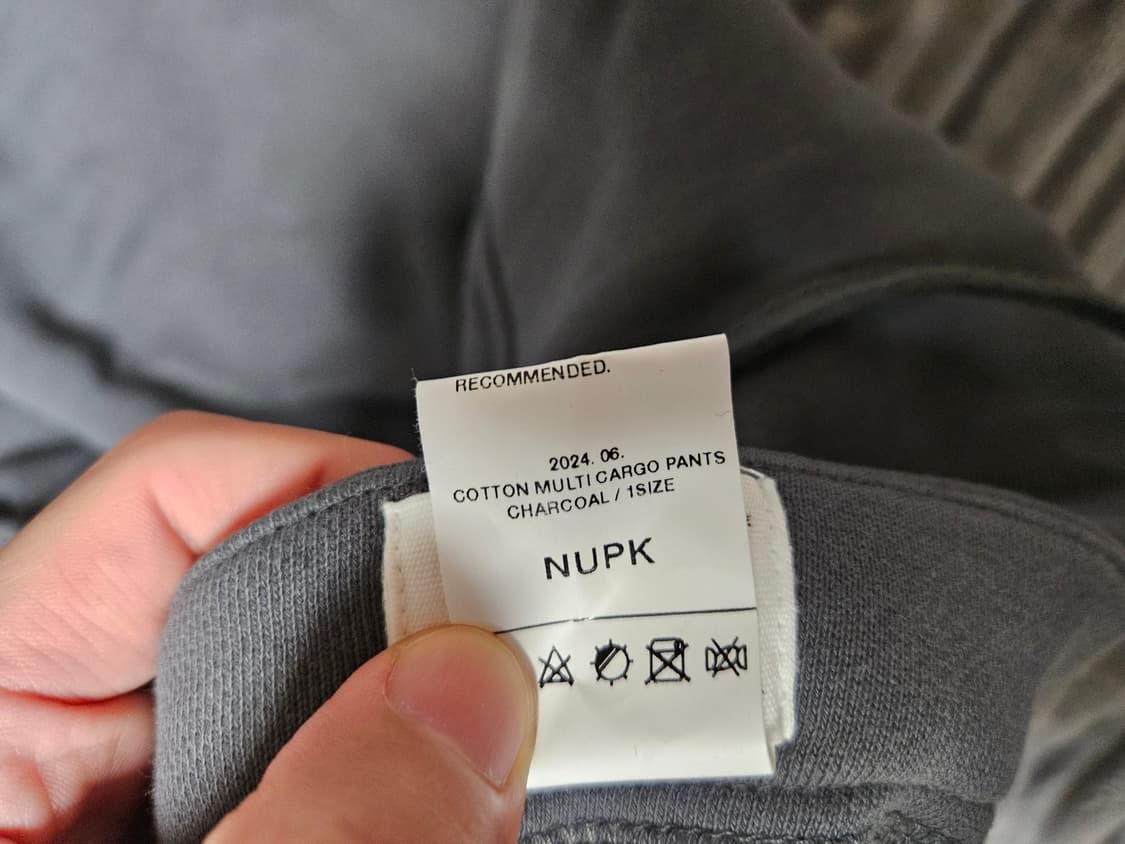 RECOMMENDED.
2024. 06.
COTTON MULTI CARGO PANTS
CHARCOAL / 1SIZE
NUPK